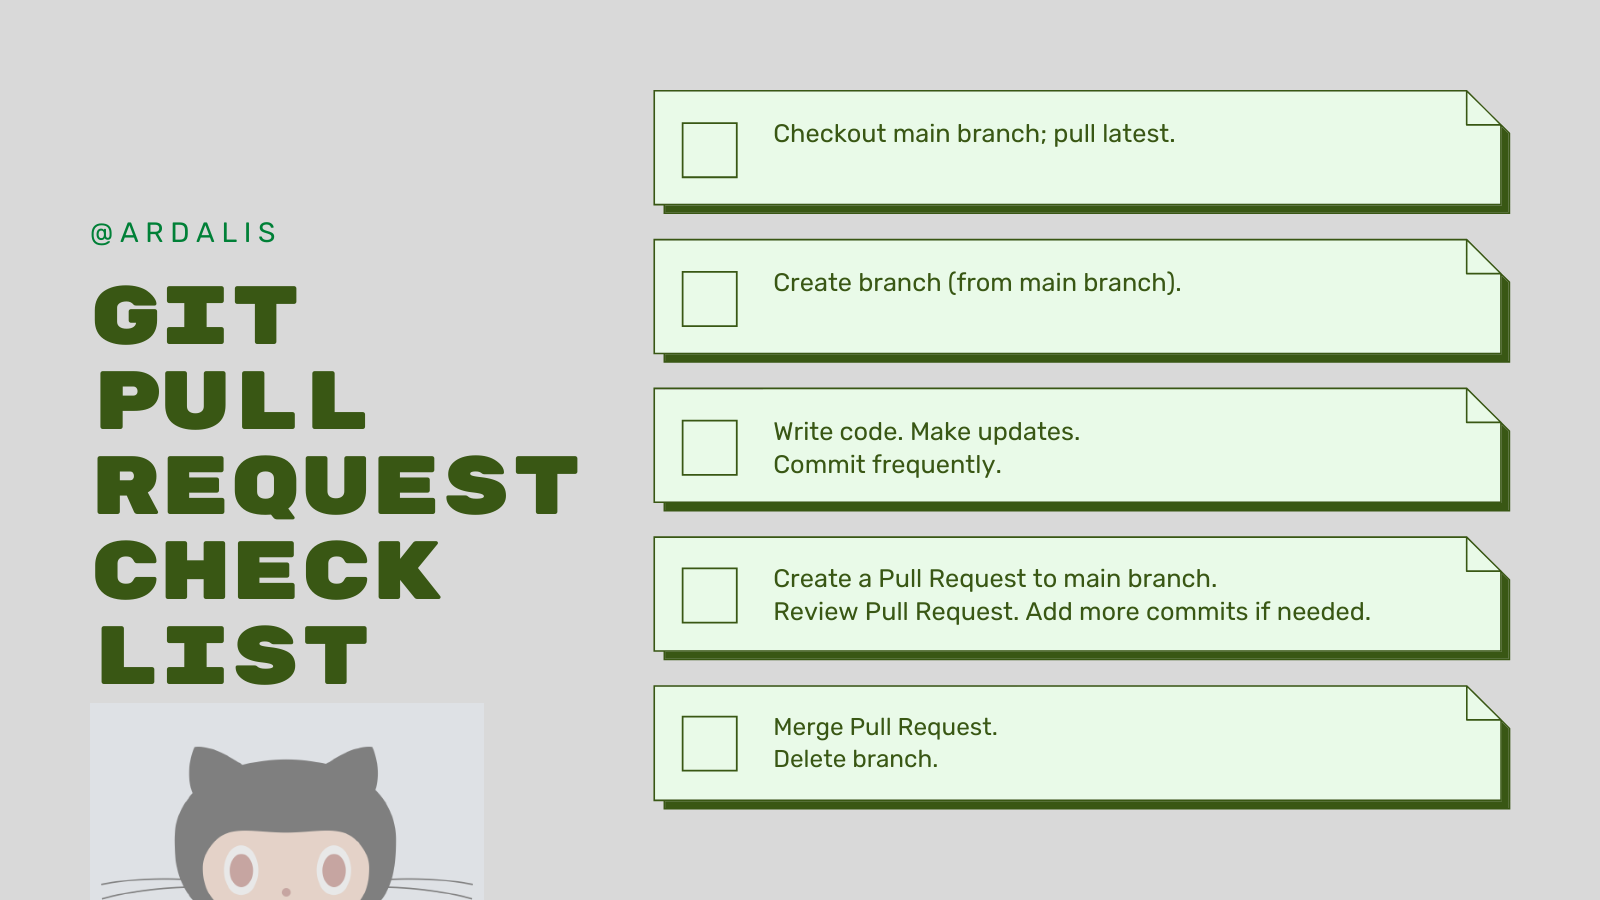 @ARDALIS
GIT
PULL
REQUEST
CHECK
LIST
Checkout main branch; pull latest.
Create branch (from main branch).
Write code. Make updates.
Commit frequently.
Create a Pull Request to main branch.
Review Pull Request. Add more commits if needed.
Merge Pull Request.
Delete branch.